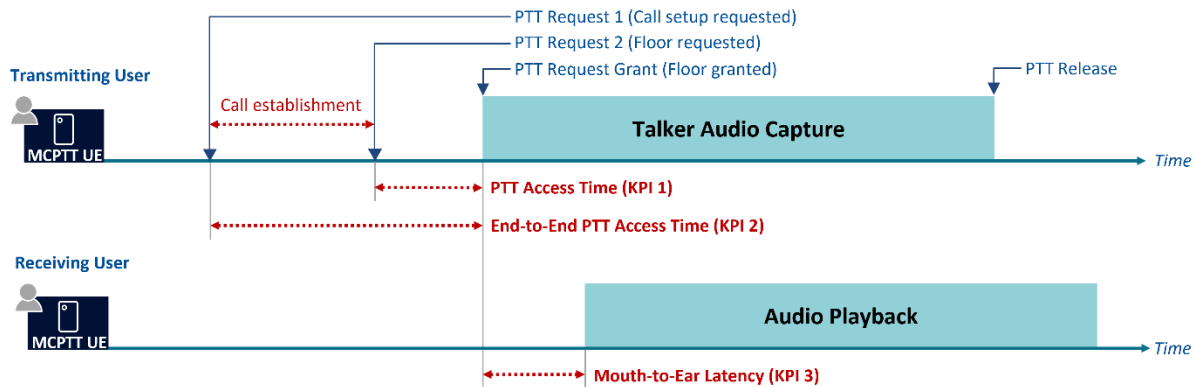 PTT Request 1 (Call setup requested)
PTT Request 2 (Floor requested)
Transmitting User
PTT Request Grant (Floor granted)
PTT Release
Call establishment
Talker Audio Capture
MCPTT UE
Time
PTT Access Time (KPI 1)
End-to-End PTT Access Time (KPI 2)
Receiving User
Audio Playback
MCPTT UE
Time
Mouth-to-Ear Latency (KPI 3)